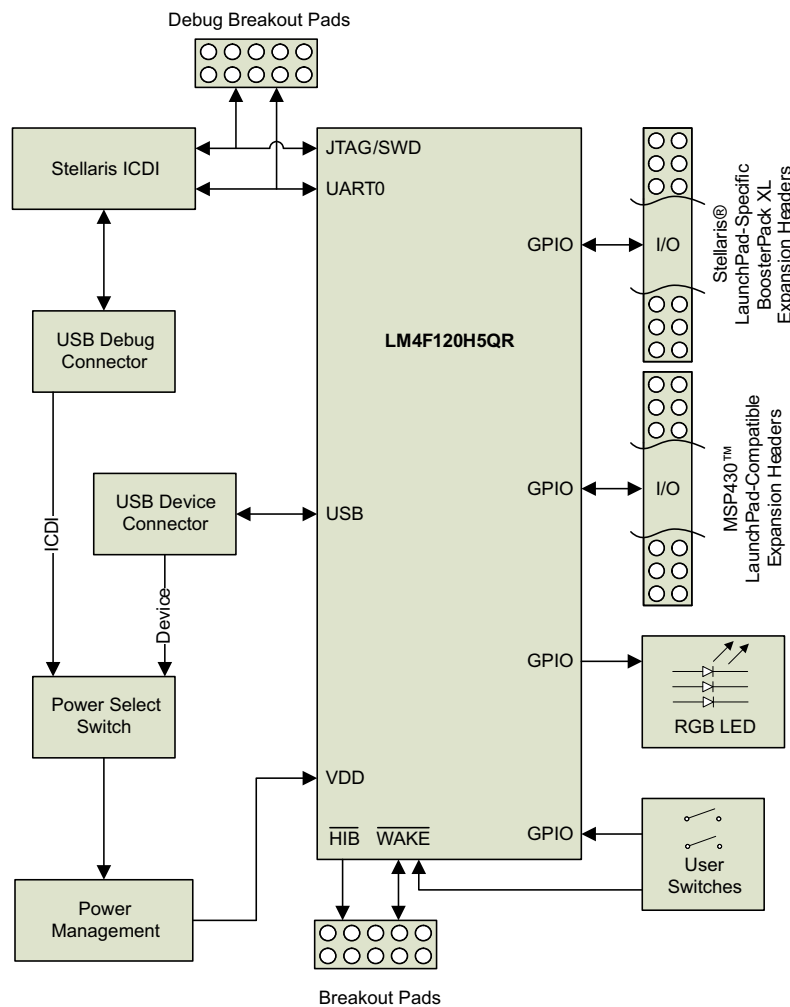 Debug Breakout Pads
Stellaris ICDI
JTAG/SWD
UART0
GPIO
I/O
Stellaris®
LaunchPad-Specific
BoosterPack XL
Expansion Headers
USB Debug
Connector
LM4F120H5QR
USB Device
Connector
USB
GPIO
I/O
MSP430™
LaunchPad-Compatible
Expansion Headers
ICDI
Device
GPIO
RGB LED
Power Select
Switch
VDD
HIB
WAKE
GPIO
User
Switches
Power
Management
Breakout Pads